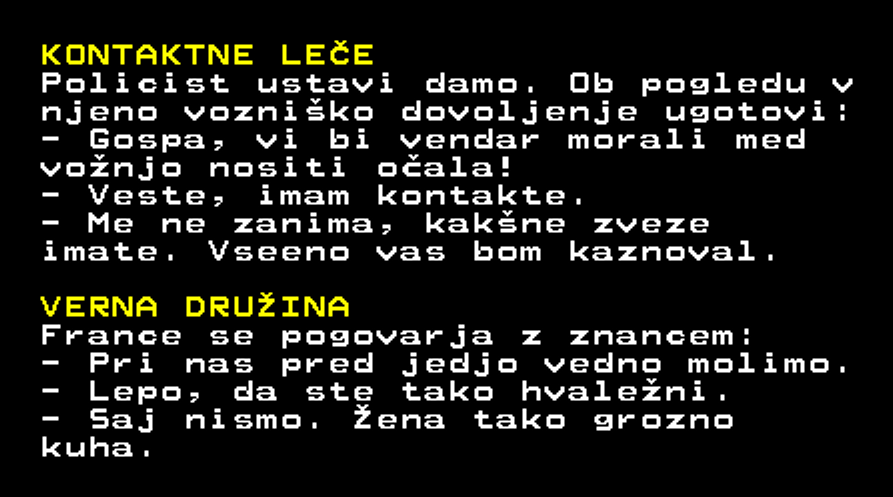 KONTAKTNE LEČE
Policist ustavi damo. Ob pogledu v
njeno vozniško dovoljenje ugotovi:
- Gospa, vi bi vendar morali med
vožnjo nositi očala!
- Veste, imam kontakte.
- Me ne zanima, kakšne zveze
imate. Vseeno vas bom kaznoval.
VERNA DRUŽINA
France se pogovarja z znancem:
- Pri nas pred jedjo vedno molimo.
- Lepo, da ste tako hvaležni.
- Saj nismo. Žena tako grozno
kuha.